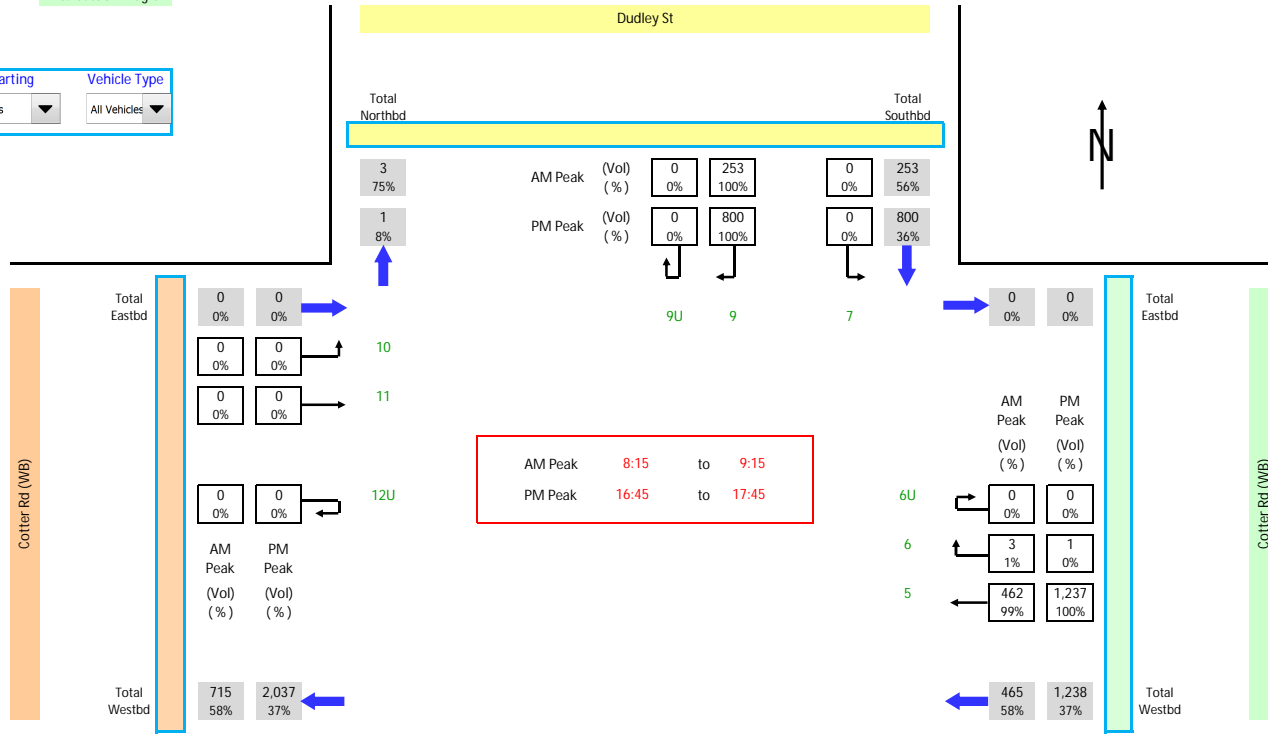 Dudley St
arting Vehicle Type
s All Vehicles
Total Northbd
Total Southbd
N
3
75%
AM Peak (Vol) (%)
0 253 0 253
0% 100% 0% 56%
1
8%
PM Peak (Vol) (%)
0 800 0 800
0% 100% 0% 36%
9U 9 7
Total Eastbd
0 0
0% 0%
0 0
0% 0%
Total Eastbd
0 0
0% 0%
10
0 0
0% 0%
11
Cotter Rd (WB)
AM Peak 8:15 to 9:15
PM Peak 16:45 to 17:45
AM Peak
PM Peak
(Vol) (Vol)
(%) (%)
Cotter Rd (WB)
0 0
0% 0%
12U
6U
0 0
0% 0%
AM Peak
PM Peak
(Vol) (Vol)
(%) (%)
6
3 1
1% 0%
5
462 1,237
99% 100%
Total Westbd
715 2,037
58% 37%
465 1,238
58% 37%
Total Westbd